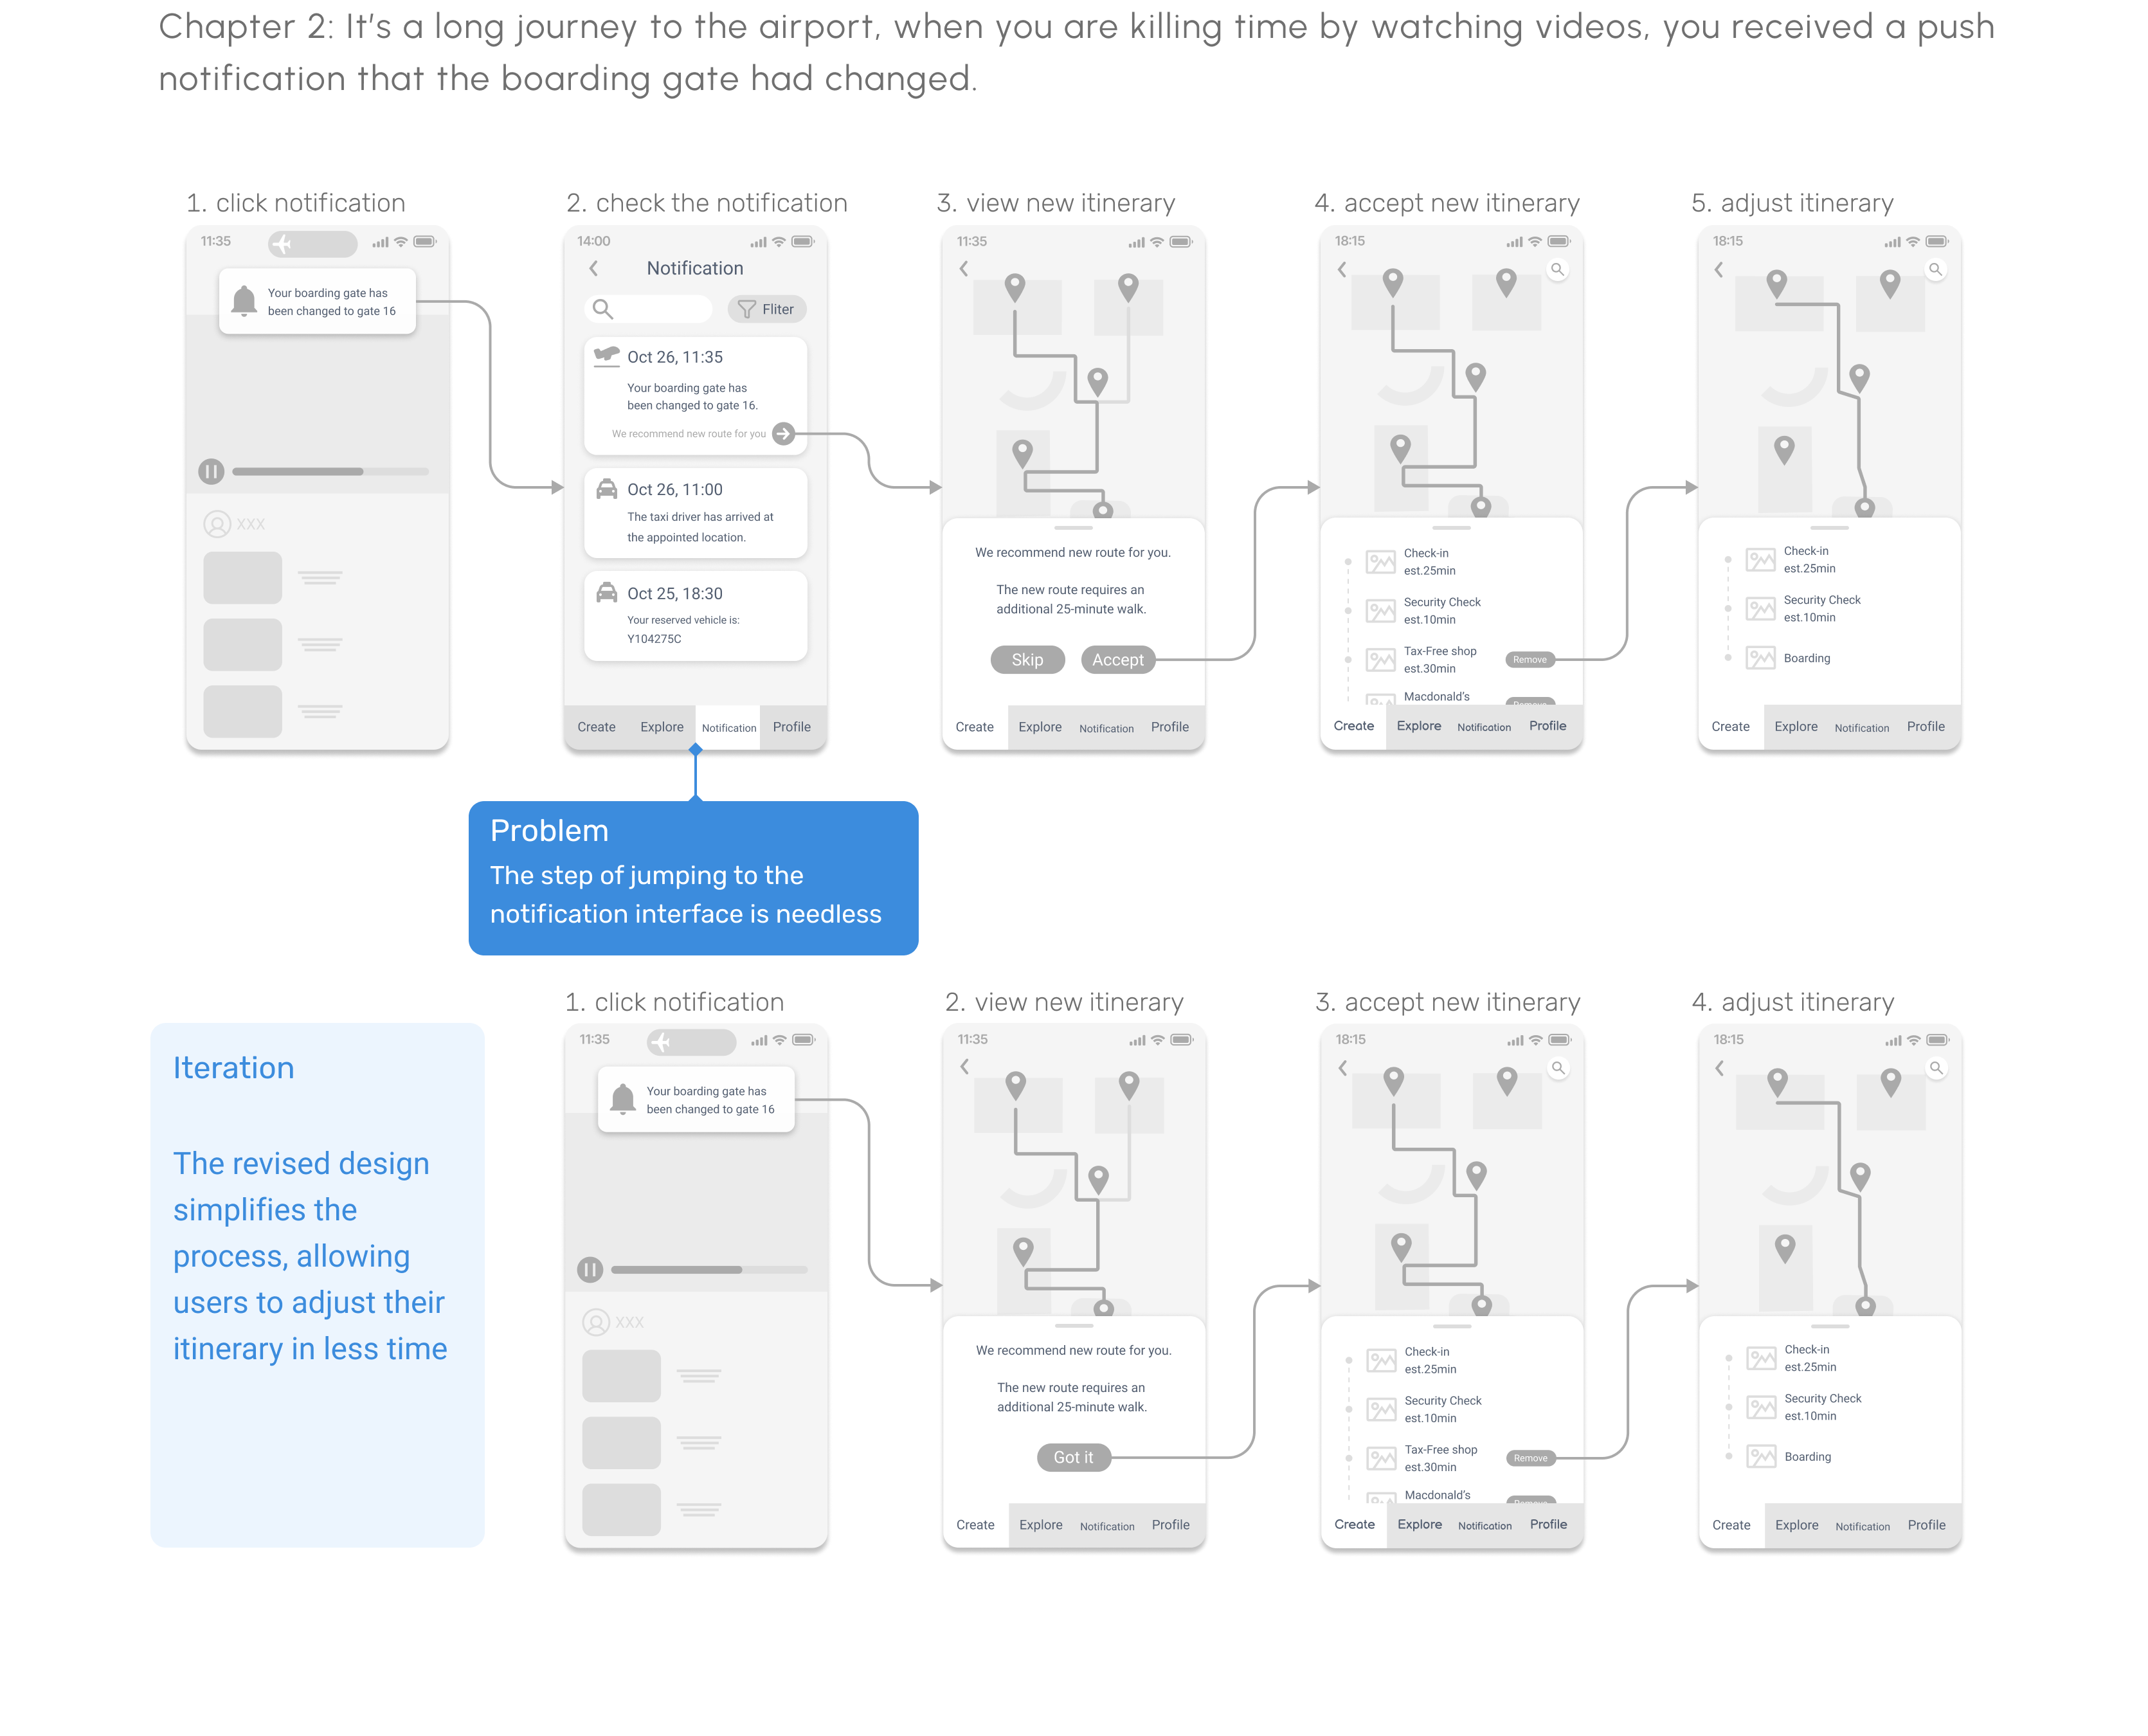 Chapter 2: It's a long journey to the airport, when you are killing time by watching videos, you received a push
notification that the boarding gate had changed.
1. click notification
11:35
Your boarding gate has
been changed to gate 16
XXX
2. check the notification
14:00
Notification
Fliter
Oct 26, 11:35
Your boarding gate has
been changed to gate 16.
We recommend new route for you
Oct 26, 11:00
The taxi driver has arrived at
the appointed location.
Oct 25, 18:30
Your reserved vehicle is:
Y104275C
Create Explore Notification Profile
3. view new itinerary
11:35
We recommend new route for you.
The new route requires an
additional 25-minute walk.
Skip Accept
Create Explore Notification Profile
4. accept new itinerary
18:15
Check-in
est.25min
Security Check
est.10min
Tax-Free shop
est.30min
Remove
Macdonald's
Remove
Create Explore Notification Profile
5. adjust itinerary
18:15
Check-in
est.25min
Security Check
est.10min
Boarding
Create Explore Notification Profile
Problem
The step of jumping to the
notification interface is needless
Iteration
The revised design
simplifies the
process, allowing
users to adjust their
itinerary in less time
1. click notification
11:35
Your boarding gate has
been changed to gate 16
XXX
2. view new itinerary
11:35
We recommend new route for you.
The new route requires an
additional 25-minute walk.
Got it
Create Explore Notification Profile
3. accept new itinerary
18:15
Check-in
est.25min
Security Check
est.10min
Tax-Free shop
est.30min
Remove
Macdonald's
Remove
Create Explore Notification Profile
4. adjust itinerary
18:15
Check-in
est.25min
Security Check
est.10min
Boarding
Create Explore Notification Profile